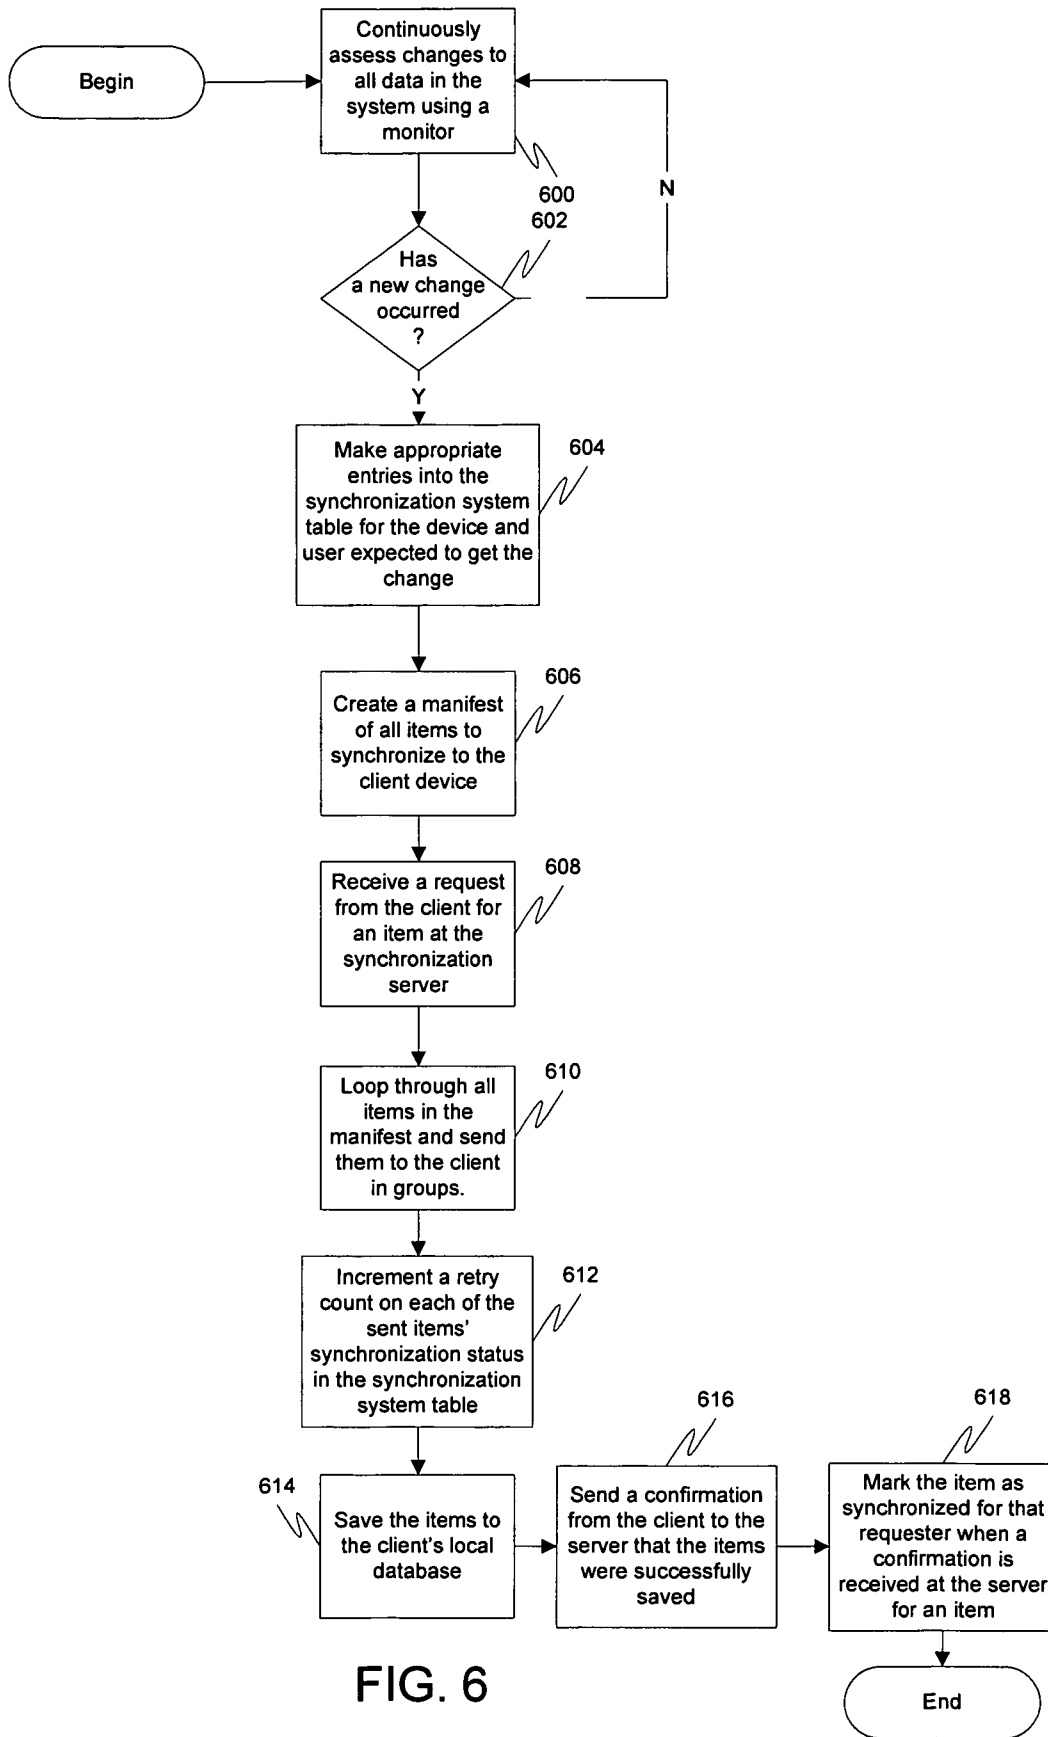 Begin
Continuously
assess changes to
all data in the
system using a
monitor
600
N
602
Has
a new change
occurred
?
Y
Make appropriate
entries into the
synchronization system
table for the device and
user expected to get the
change
604
Create a manifest
of all items to
synchronize to the
client device
606
Receive a request
from the client for
an item at the
synchronization
server
608
Loop through all
items in the
manifest and send
them to the client
in groups.
610
Increment a retry
count on each of the
sent items'
synchronization status
in the synchronization
system table
612
614
Save the items to
the client's local
database
616
Send a confirmation
from the client to the
server that the items
were successfully
saved
618
Mark the item as
synchronized for that
requester when a
confirmation is
received at the server
for an item
End
FIG. 6